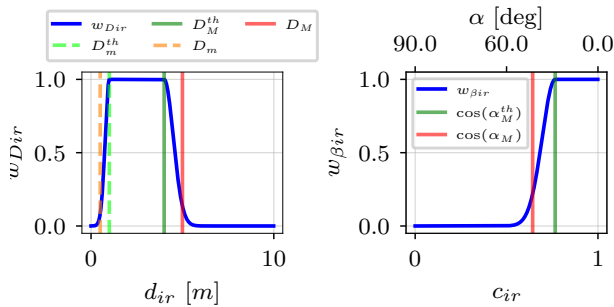 w_{Dir} D_M^{th} D_M
D_m^{th} D_m
1.0
0.5
0.0
w_{Dir}
0 10
d_{ir} [m]
α [deg]
90.0 60.0 0.0
w_{βir}
cos(α_M^{th})
cos(α_M)
1.0
0.5
0.0
w_{βir}
0 1
c_{ir}